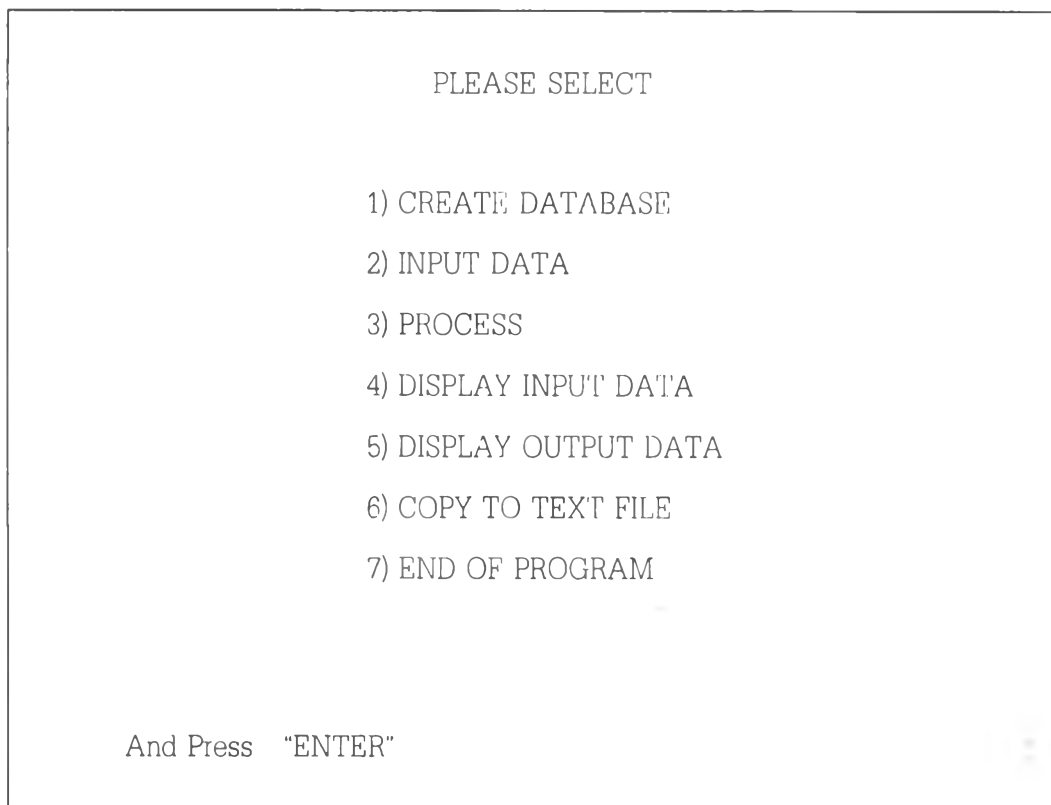 PLEASE SELECT
1) CREATE DATABASE
2) INPUT DATA
3) PROCESS
4) DISPLAY INPUT DATA
5) DISPLAY OUTPUT DATA
6) COPY TO TEXT FILE
7) END OF PROGRAM
And Press “ENTER”